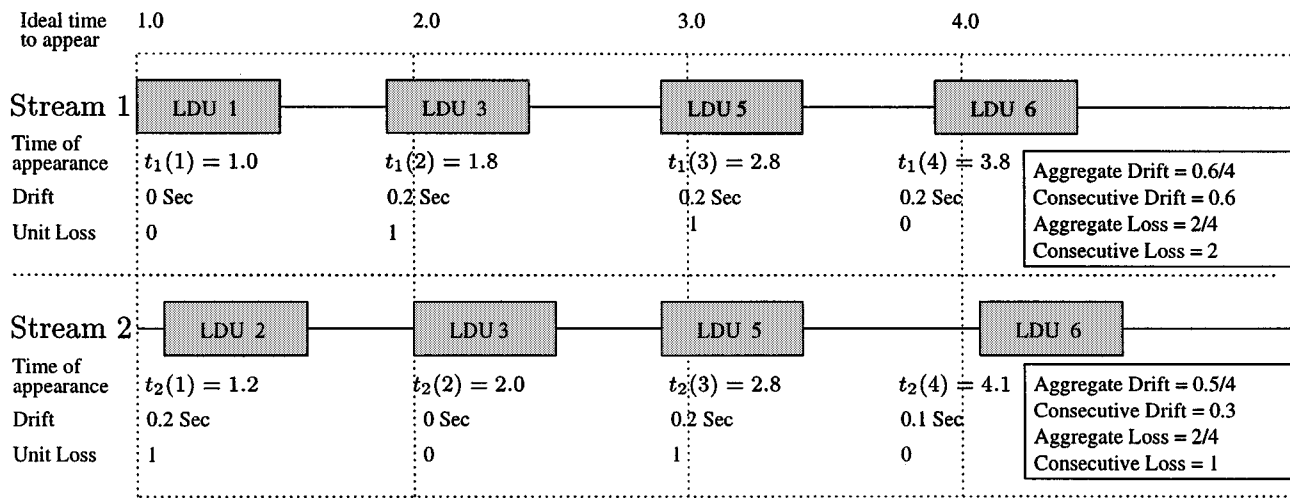 Ideal time to appear 1.0 2.0 3.0 4.0
Stream 1 LDU 1 LDU 3 LDU 5 LDU 6
Time of appearance t₁(1) = 1.0 t₁(2) = 1.8 t₁(3) = 2.8 t₁(4) = 3.8
Drift 0 Sec 0.2 Sec 0.2 Sec 0.2 Sec
Unit Loss 0 1 1 0
Aggregate Drift = 0.6/4
Consecutive Drift = 0.6
Aggregate Loss = 2/4
Consecutive Loss = 2
Stream 2 LDU 2 LDU 3 LDU 5 LDU 6
Time of appearance t₂(1) = 1.2 t₂(2) = 2.0 t₂(3) = 2.8 t₂(4) = 4.1
Drift 0.2 Sec 0 Sec 0.2 Sec 0.1 Sec
Unit Loss 1 0 1 0
Aggregate Drift = 0.5/4
Consecutive Drift = 0.3
Aggregate Loss = 2/4
Consecutive Loss = 1